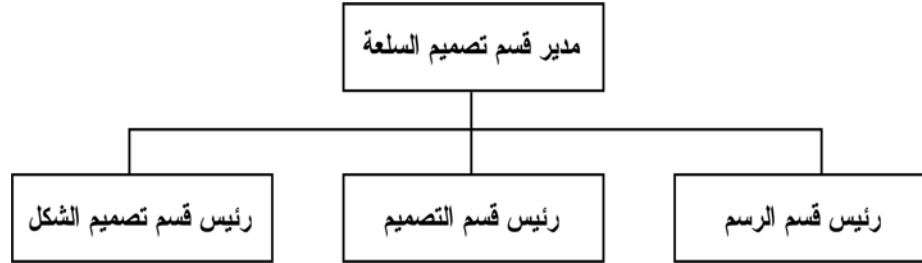 مدير قسم تصميم السلعة
رئيس قسم الرسم
رئيس قسم التصميم
رئيس قسم تصميم الشكل